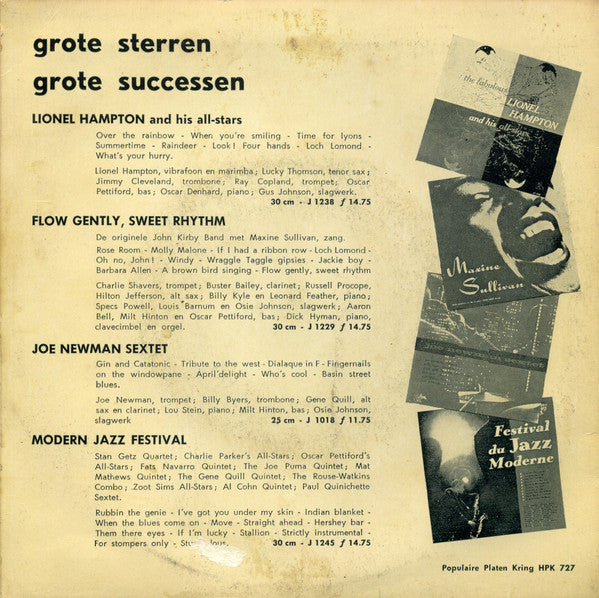 grote sterren
grote successen
LIONEL HAMPTON and his all-stars
Over the rainbow - When you're smiling - Time for lyons -
Summertime - Raindeer - Look! Four hands - Loch Lomond -
What's your hurry.
Lionel Hampton, vibrafoon en marimba; Lucky Thomson, tenor sax;
Jimmy Cleveland, trombone; Ray Copland, trompet; Oscar
Pettiford, bas; Oscar Denhard, piano; Gus Johnson, slagwerk.
30 cm - J 1238 ƒ 14.75
FLOW GENTLY, SWEET RHYTHM
De originele John Kirby Band met Maxine Sullivan, zang.
Rose Room - Molly Malone - If I had a ribbon row - Loch Lomond -
Oh no, John! - Windy - Wraggle Taggle gipsies - Jackie boy -
Barbara Allen - A brown bird singing - Flow gently, sweet rhythm
Charlie Shavers, trompet; Buster Bailey, clarinet; Russell Procope,
Hilton Jefferson, alt sax; Billy Kyle en Leonard Feather, piano;
Specs Powell, Louis Barnum en Osie Johnson, slagwerk; Aaron
Bell, Milt Hinton en Oscar Pettiford, bas; Dick Hyman, piano,
clavecimbel en orgel. 30 cm - J 1229 ƒ 14.75
JOE NEWMAN SEXTET
Gin and Catatonic - Tribute to the west - Dialaque in F - Fingernails
on the windowpane - April delight - Who's cool - Basin street
blues.
Joe Newman, trompet; Billy Byers, trombone; Gene Quill, alt
sax en clarinet; Lou Stein, piano; Milt Hinton, bas; Osie Johnson,
slagwerk 25 cm - J 1018 ƒ 11.75
MODERN JAZZ FESTIVAL
Stan Getz Quartet; Charlie Parker's All-Stars; Oscar Pettiford's
All-Stars; Fats Navarro Quintet; The Joe Puma Quintet; Mat
Mathews Quintet; The Gene Quill Quintet; The Rouse-Watkins
Combo; Zoot Sims All-Stars; Al Cohn Quintet; Paul Quinichette
Sextet.
Rubbin the genie - I've got you under my skin - Indian blanket -
When the blues come on - Move - Straight ahead - Hershey bar -
Them there eyes - If I'm lucky - Stallion - Strictly instrumental -
For stompers only - 30 cm - J 1245 ƒ 14.75
the fabulous
LIONEL
HAMPTON
and his all-stars
Maxine
Sullivan
Festival
du Jazz
Moderne
Populaire Platen Kring HPK 727